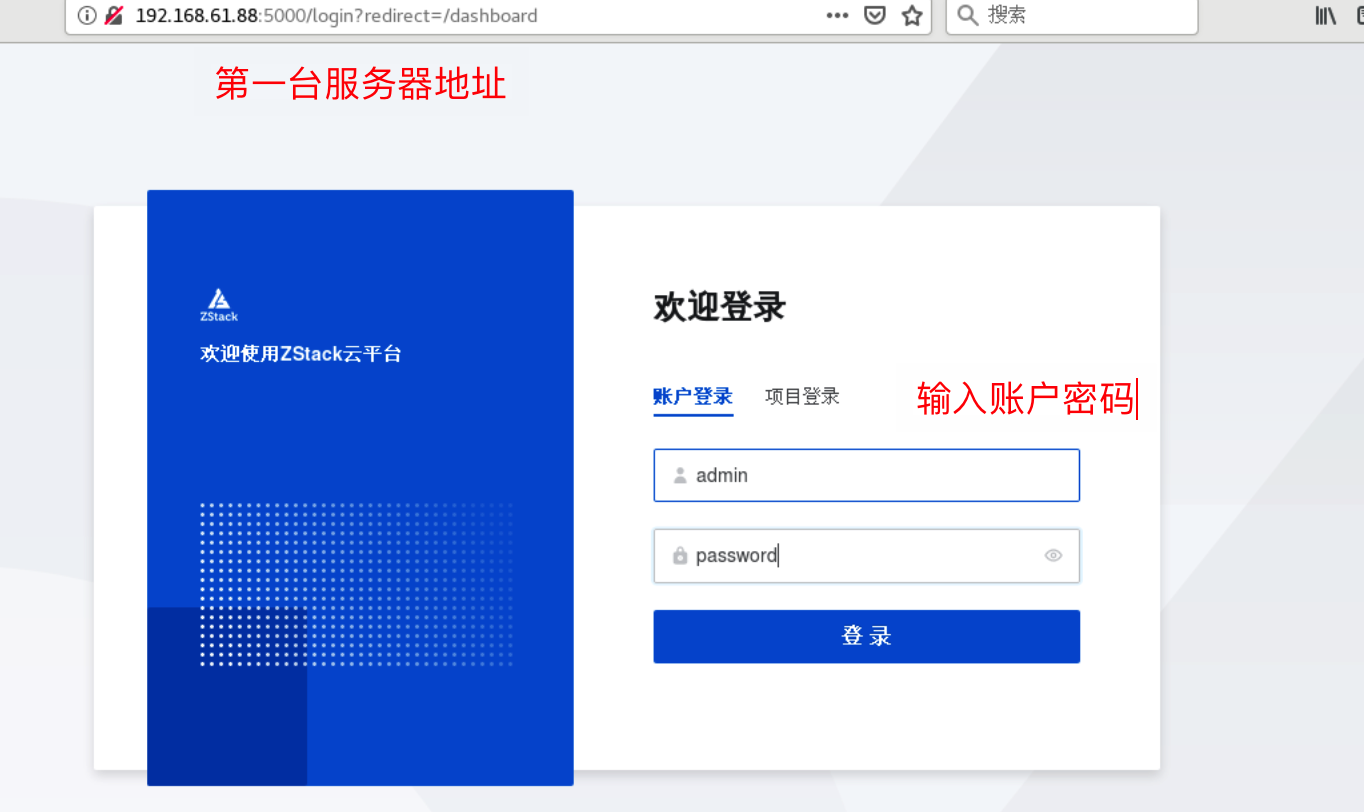 192.168.61.88:5000/login?redirect=/dashboard
搜索
第一台服务器地址
ZStack
欢迎使用ZStack云平台
欢迎登录
账户登录
项目登录
输入账户密码
admin
password
登录